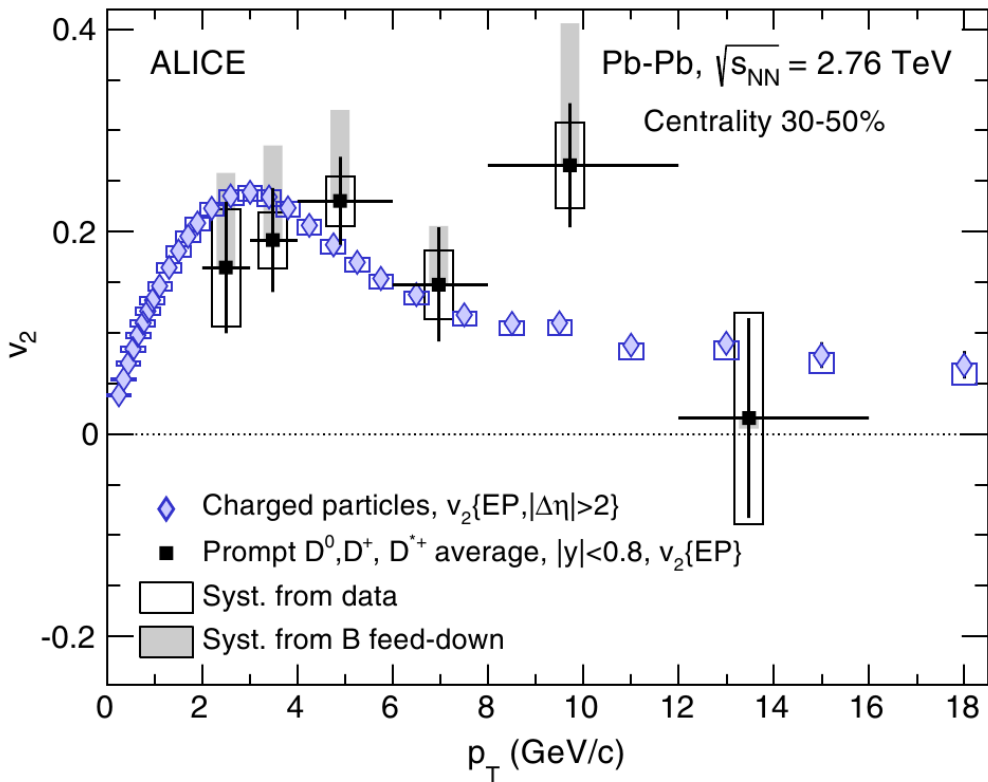 ALICE
Pb-Pb, √sNN = 2.76 TeV
Centrality 30-50%
0.4
0.2
0
-0.2
v2
Charged particles, v2{EP,|Δη|>2}
Prompt D0,D+, D*+ average, |y|<0.8, v2{EP}
Syst. from data
Syst. from B feed-down
0 2 4 6 8 10 12 14 16 18
pT (GeV/c)